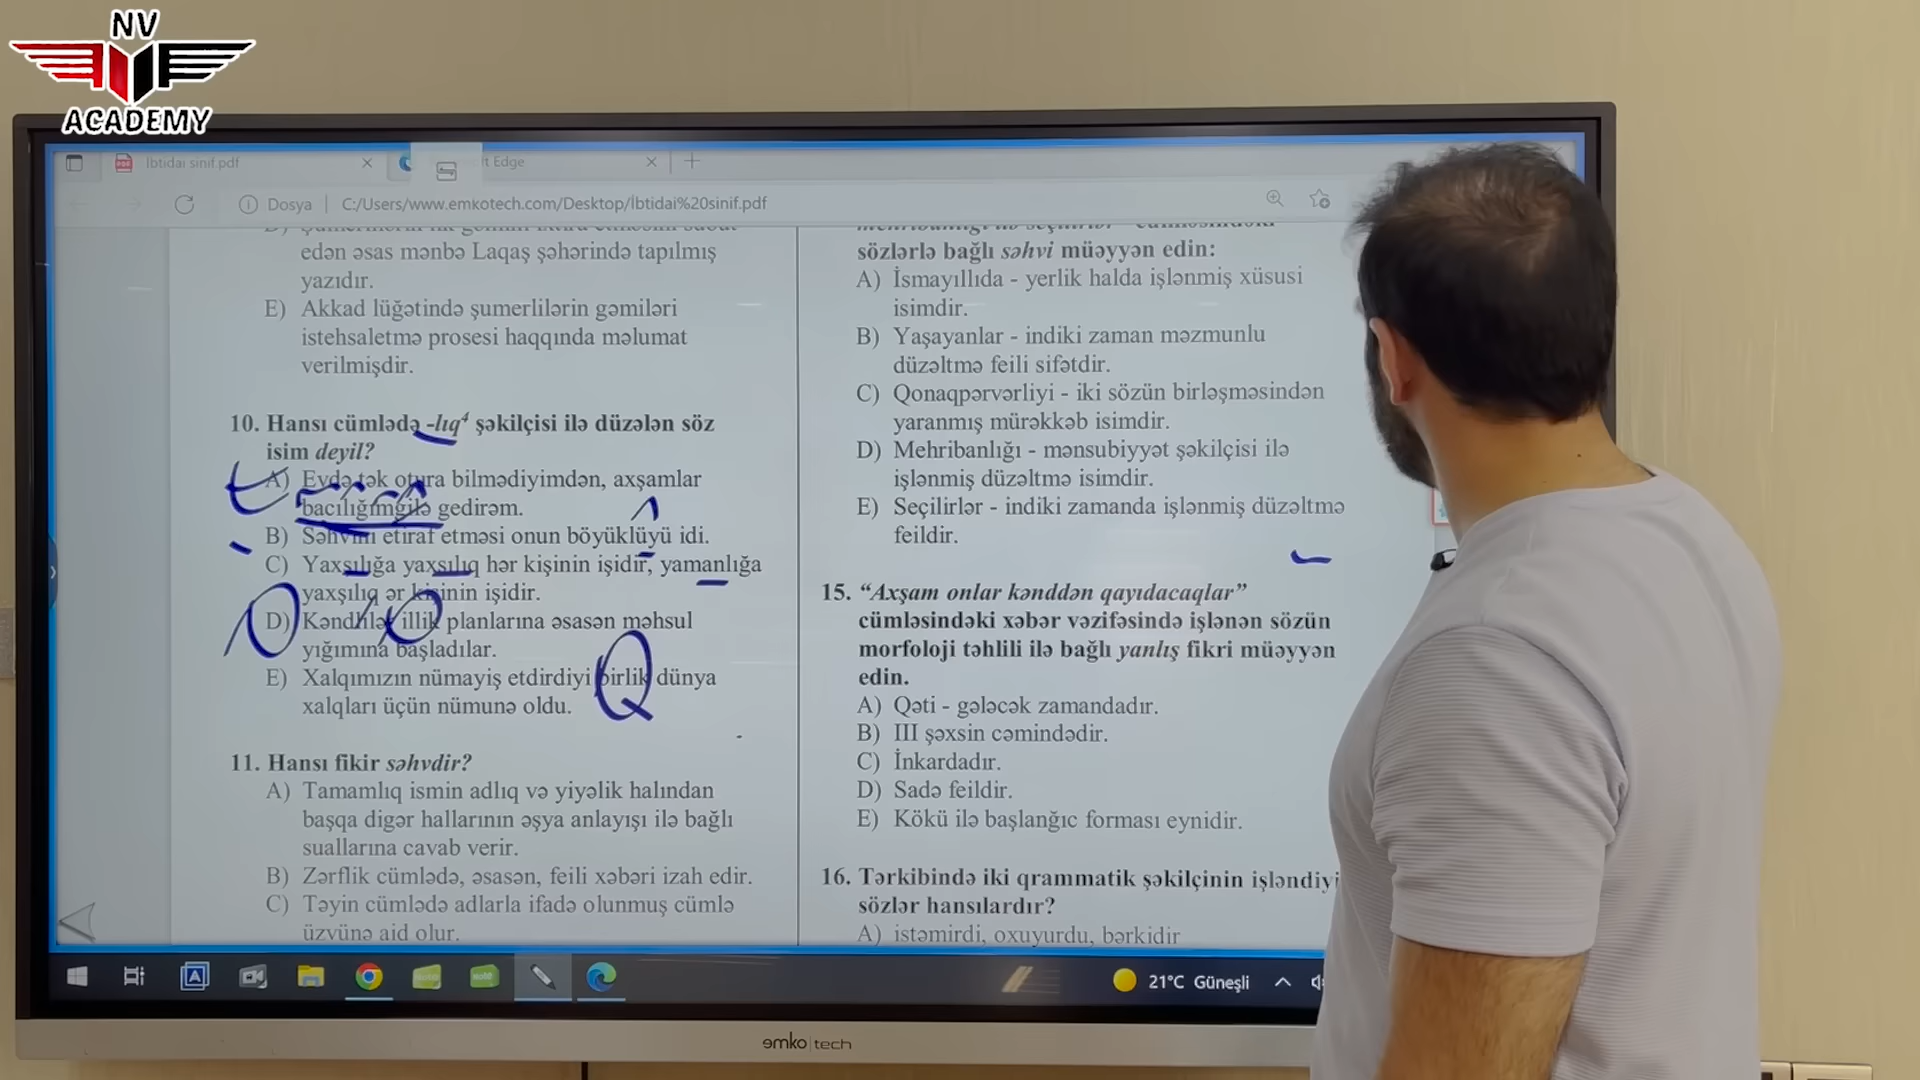 NV
ACADEMY
İbtidai sinif.pdf
t Edge
Dosya
C:/Users/www.emkotech.com/Desktop/İbtidai%20sinif.pdf
edən əsas mənbə Laqaş şəhərində tapılmış
yazıdır.
E) Akkad lüğətində şumerlilərin gəmiləri
istehsaletmə prosesi haqqında məlumat
verilmişdir.
10. Hansı cümlədə -lıq⁴ şəkilçisi ilə düzələn söz
isim deyil?
A) Evdə tək otura bilmədiyimdən, axşamlar
bacılığımgilə gedirəm.
B) Səhvini etiraf etməsi onun böyüklüyü idi.
C) Yaxşılığa yaxşılıq hər kişinin işidir, yamanlığa
yaxşılıq ər kişinin işidir.
D) Kəndlilər illik planlarına əsasən məhsul
yığımına başladılar.
E) Xalqımızın nümayiş etdirdiyi birlik dünya
xalqları üçün nümunə oldu.
11. Hansı fikir səhvdir?
A) Tamamlıq ismin adlıq və yiyəlik halından
başqa digər hallarının əşya anlayışı ilə bağlı
suallarına cavab verir.
B) Zərflik cümlədə, əsasən, feili xəbəri izah edir.
C) Təyin cümlədə adlarla ifadə olunmuş cümlə
üzvünə aid olur.
sözlərlə bağlı səhvi müəyyən edin:
A) İsmayıllıda - yerlik halda işlənmiş xüsusi
isimdir.
B) Yaşayanlar - indiki zaman məzmunlu
düzəltmə feili sifətdir.
C) Qonaqpərvərliyi - iki sözün birləşməsindən
yaranmış mürəkkəb isimdir.
D) Mehribanlığı - mənsubiyyət şəkilçisi ilə
işlənmiş düzəltmə isimdir.
E) Seçilirlər - indiki zamanda işlənmiş düzəltmə
feildir.
15. “Axşam onlar kənddən qayıdacaqlar”
cümləsindəki xəbər vəzifəsində işlənən sözün
morfoloji təhlili ilə bağlı yanlış fikri müəyyən
edin.
A) Qəti - gələcək zamandadır.
B) III şəxsin cəmindədir.
C) İnkardadır.
D) Sadə feildir.
E) Kökü ilə başlanğıc forması eynidir.
16. Tərkibində iki qrammatik şəkilçinin işləndiyi
sözlər hansılardır?
A) istəmirdi, oxuyurdu, bərkidir
21°C Güneşli
emko tech